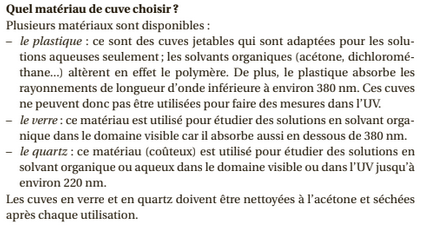 Quel matériau de cuve choisir ?
Plusieurs matériaux sont disponibles :
– le plastique : ce sont des cuves jetables qui sont adaptées pour les solu-
tions aqueuses seulement ; les solvants organiques (acétone, dichloromé-
thane...) altèrent en effet le polymère. De plus, le plastique absorbe les
rayonnements de longueur d'onde inférieure à environ 380 nm. Ces cuves
ne peuvent donc pas être utilisées pour faire des mesures dans l'UV.
– le verre : ce matériau est utilisé pour étudier des solutions en solvant orga-
nique dans le domaine visible car il absorbe aussi en dessous de 380 nm.
– le quartz : ce matériau (coûteux) est utilisé pour étudier des solutions en
solvant organique ou aqueux dans le domaine visible ou dans l'UV jusqu'à
environ 220 nm.
Les cuves en verre et en quartz doivent être nettoyées à l'acétone et séchées
après chaque utilisation.